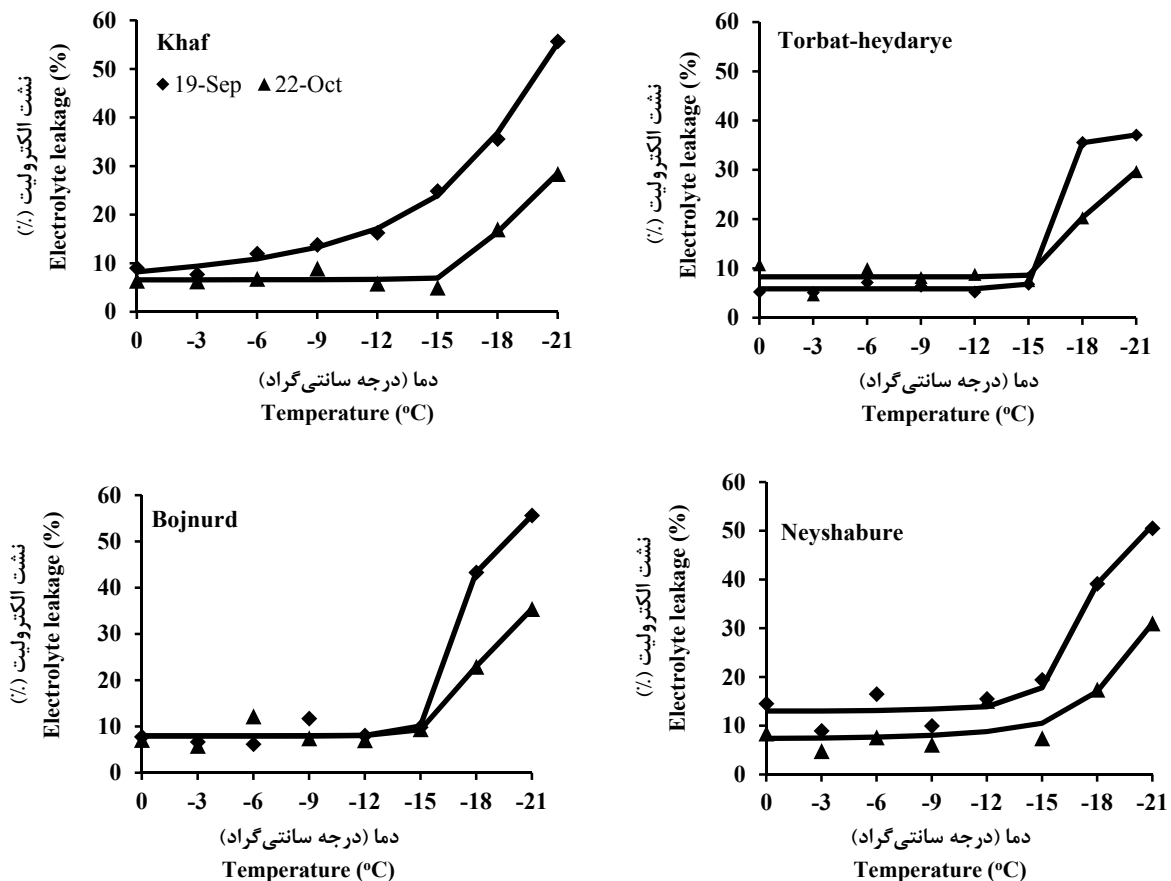 Khaf
◆ 19-Sep ▲ 22-Oct
نشت الکترولیت (٪)
Electrolyte leakage (%)
60
50
40
30
20
10
0
0 -3 -6 -9 -12 -15 -18 -21
دما (درجه سانتی‌گراد)
Temperature (°C)
Torbat-heydarye
نشت الکترولیت (٪)
Electrolyte leakage (%)
60
50
40
30
20
10
0
0 -3 -6 -9 -12 -15 -18 -21
دما (درجه سانتی‌گراد)
Temperature (°C)
Bojnurd
نشت الکترولیت (٪)
Electrolyte leakage (%)
60
50
40
30
20
10
0
0 -3 -6 -9 -12 -15 -18 -21
دما (درجه سانتی‌گراد)
Temperature (°C)
Neyshabure
نشت الکترولیت (٪)
Electrolyte leakage (%)
60
50
40
30
20
10
0
0 -3 -6 -9 -12 -15 -18 -21
دما (درجه سانتی‌گراد)
Temperature (°C)